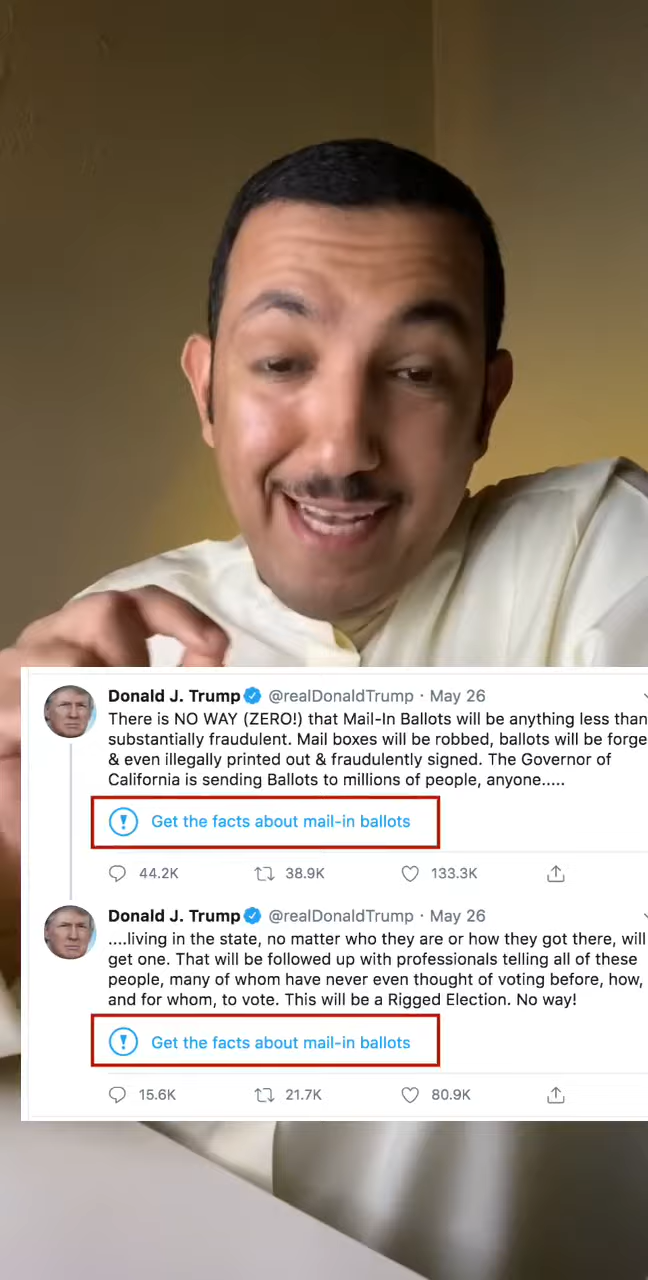 Donald J. Trump @realDonaldTrump · May 26
There is NO WAY (ZERO!) that Mail-In Ballots will be anything less than
substantially fraudulent. Mail boxes will be robbed, ballots will be forge
& even illegally printed out & fraudulently signed. The Governor of
California is sending Ballots to millions of people, anyone.....
Get the facts about mail-in ballots
44.2K 38.9K 133.3K
Donald J. Trump @realDonaldTrump · May 26
....living in the state, no matter who they are or how they got there, will
get one. That will be followed up with professionals telling all of these
people, many of whom have never even thought of voting before, how,
and for whom, to vote. This will be a Rigged Election. No way!
Get the facts about mail-in ballots
15.6K 21.7K 80.9K